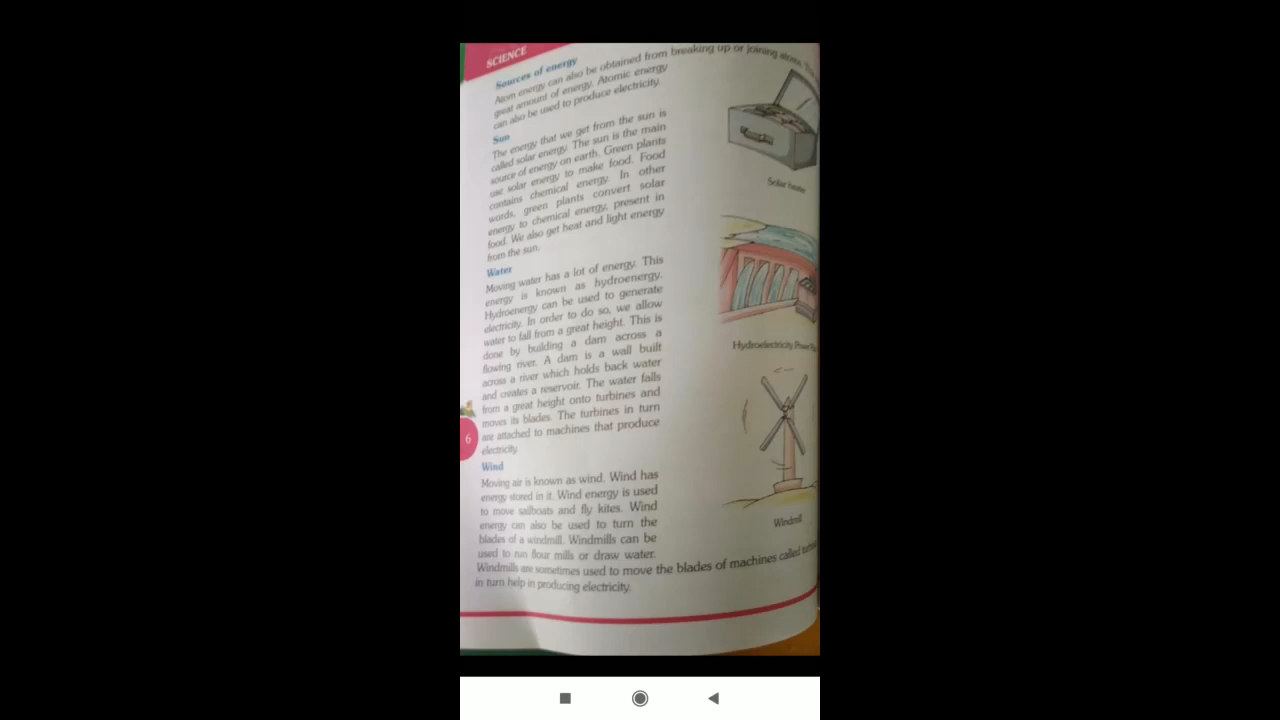 SCIENCE
Sources of energy
Atom energy can also be obtained from breaking up or joining atoms.
great amount of energy. Atomic energy
can also be used to produce electricity.
Sun
The energy that we get from the sun is
called solar energy. The sun is the main
source of energy on earth. Green plants
use solar energy to make food. Food
contains chemical energy. In other
words, green plants convert solar
energy to chemical energy, present in
food. We also get heat and light energy
from the sun.
Solar heater
Water
Moving water has a lot of energy. This
energy is known as hydroenergy.
Hydroenergy can be used to generate
electricity. In order to do so, we allow
water to fall from a great height. This is
done by building a dam across a
flowing river. A dam is a wall built
across a river which holds back water
and creates a reservoir. The water falls
from a great height onto turbines and
moves its blades. The turbines in turn
are attached to machines that produce
electricity.
Hydroelectricity Power
6
Wind
Moving air is known as wind. Wind has
energy stored in it. Wind energy is used
to move sailboats and fly kites. Wind
energy can also be used to turn the
blades of a windmill. Windmills can be
used to run flour mills or draw water.
Windmills are sometimes used to move the blades of machines called
in turn help in producing electricity.
Windmill